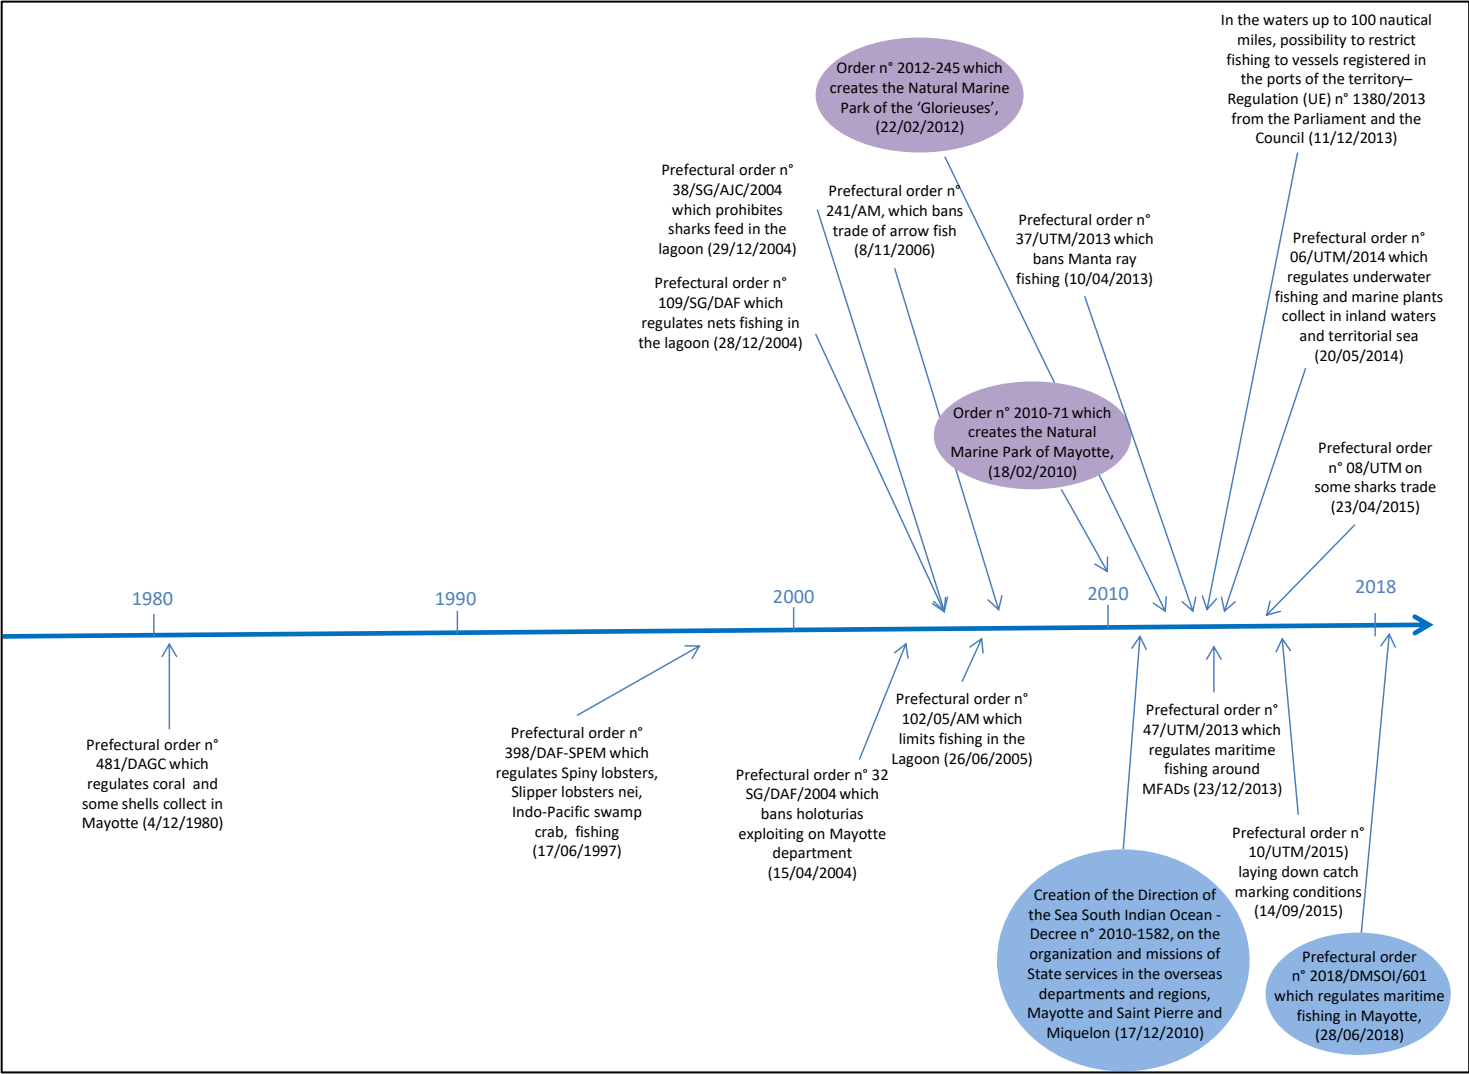 In the waters up to 100 nautical
miles, possibility to restrict
fishing to vessels registered in
the ports of the territory–
Regulation (UE) n° 1380/2013
from the Parliament and the
Council (11/12/2013)
Order n° 2012-245 which
creates the Natural Marine
Park of the ‘Glorieuses’,
(22/02/2012)
Prefectural order n°
38/SG/AJC/2004
which prohibites
sharks feed in the
lagoon (29/12/2004)
Prefectural order n°
241/AM, which bans
trade of arrow fish
(8/11/2006)
Prefectural order n°
37/UTM/2013 which
bans Manta ray
fishing (10/04/2013)
Prefectural order n°
06/UTM/2014 which
regulates underwater
fishing and marine plants
collect in inland waters
and territorial sea
(20/05/2014)
Prefectural order n°
109/SG/DAF which
regulates nets fishing in
the lagoon (28/12/2004)
Order n° 2010-71 which
creates the Natural
Marine Park of Mayotte,
(18/02/2010)
Prefectural order
n° 08/UTM on
some sharks trade
(23/04/2015)
1980
1990
2000
2010
2018
Prefectural order n°
481/DAGC which
regulates coral and
some shells collect in
Mayotte (4/12/1980)
Prefectural order n°
398/DAF-SPEM which
regulates Spiny lobsters,
Slipper lobsters nei,
Indo-Pacific swamp
crab, fishing
(17/06/1997)
Prefectural order n° 32
SG/DAF/2004 which
bans holoturias
exploiting on Mayotte
department
(15/04/2004)
Prefectural order n°
102/05/AM which
limits fishing in the
Lagoon (26/06/2005)
Prefectural order n°
47/UTM/2013 which
regulates maritime
fishing around
MFADs (23/12/2013)
Prefectural order n°
10/UTM/2015)
laying down catch
marking conditions
(14/09/2015)
Creation of the Direction of
the Sea South Indian Ocean -
Decree n° 2010-1582, on the
organization and missions of
State services in the overseas
departments and regions,
Mayotte and Saint Pierre and
Miquelon (17/12/2010)
Prefectural order
n° 2018/DMSOI/601
which regulates maritime
fishing in Mayotte,
(28/06/2018)